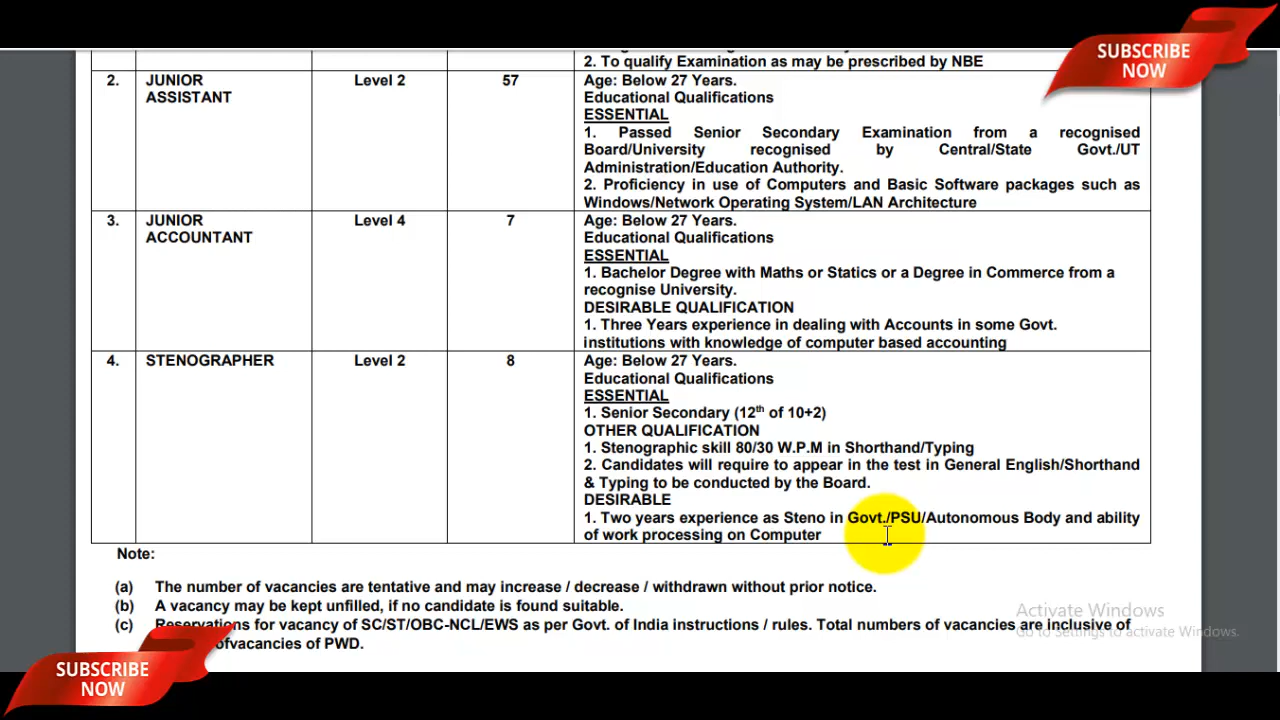 SUBSCRIBE
NOW
2. To qualify Examination as may be prescribed by NBE
2. JUNIOR ASSISTANT Level 2 57 Age: Below 27 Years.
Educational Qualifications
ESSENTIAL
1. Passed Senior Secondary Examination from a recognised
Board/University recognised by Central/State Govt./UT
Administration/Education Authority.
2. Proficiency in use of Computers and Basic Software packages such as
Windows/Network Operating System/LAN Architecture
3. JUNIOR ACCOUNTANT Level 4 7 Age: Below 27 Years.
Educational Qualifications
ESSENTIAL
1. Bachelor Degree with Maths or Statics or a Degree in Commerce from a
recognise University.
DESIRABLE QUALIFICATION
1. Three Years experience in dealing with Accounts in some Govt.
institutions with knowledge of computer based accounting
4. STENOGRAPHER Level 2 8 Age: Below 27 Years.
Educational Qualifications
ESSENTIAL
1. Senior Secondary (12th of 10+2)
OTHER QUALIFICATION
1. Stenographic skill 80/30 W.P.M in Shorthand/Typing
2. Candidates will require to appear in the test in General English/Shorthand
& Typing to be conducted by the Board.
DESIRABLE
1. Two years experience as Steno in Govt./PSU/Autonomous Body and ability
of work processing on Computer
Note:
(a) The number of vacancies are tentative and may increase / decrease / withdrawn without prior notice.
(b) A vacancy may be kept unfilled, if no candidate is found suitable.
(c) Reservations for vacancy of SC/ST/OBC-NCL/EWS as per Govt. of India instructions / rules. Total numbers of vacancies are inclusive of
ofvacancies of PWD.
Activate Windows
Go to Settings to activate Windows.
SUBSCRIBE
NOW